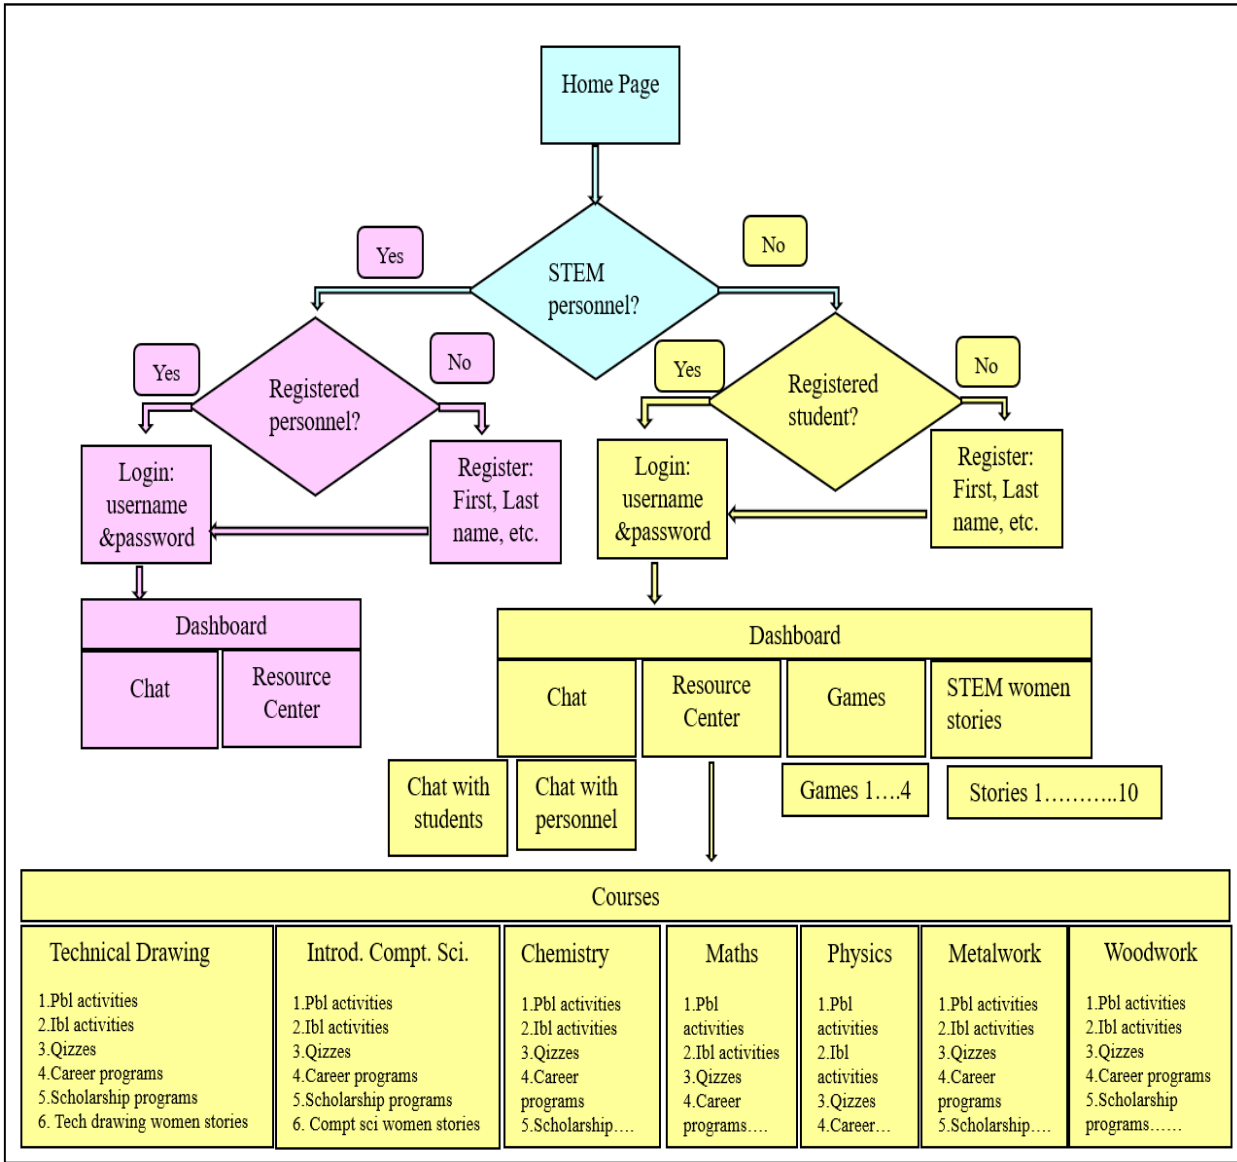 Home Page
Yes
No
STEM
personnel?
Yes
No
Yes
No
Registered
personnel?
Registered
student?
Login:
username
&password
Register:
First, Last
name, etc.
Login:
username
&password
Register:
First, Last
name, etc.
Dashboard
Chat
Resource
Center
Dashboard
Chat
Resource
Center
Games
STEM women
stories
Chat with
students
Chat with
personnel
Games 1....4
Stories 1...........10
Courses
Technical Drawing
1.Pbl activities
2.Ibl activities
3.Qizzes
4.Career programs
5.Scholarship programs
6. Tech drawing women stories
Introd. Compt. Sci.
1.Pbl activities
2.Ibl activities
3.Qizzes
4.Career programs
5.Scholarship programs
6. Compt sci women stories
Chemistry
1.Pbl activities
2.Ibl activities
3.Qizzes
4.Career
programs
5.Scholarship....
Maths
1.Pbl
activities
2.Ibl activities
3.Qizzes
4.Career
programs....
Physics
1.Pbl
activities
2.Ibl
activities
3.Qizzes
4.Career...
Metalwork
1.Pbl activities
2.Ibl activities
3.Qizzes
4.Career
programs
5.Scholarship....
Woodwork
1.Pbl activities
2.Ibl activities
3.Qizzes
4.Career programs
5.Scholarship
programs......